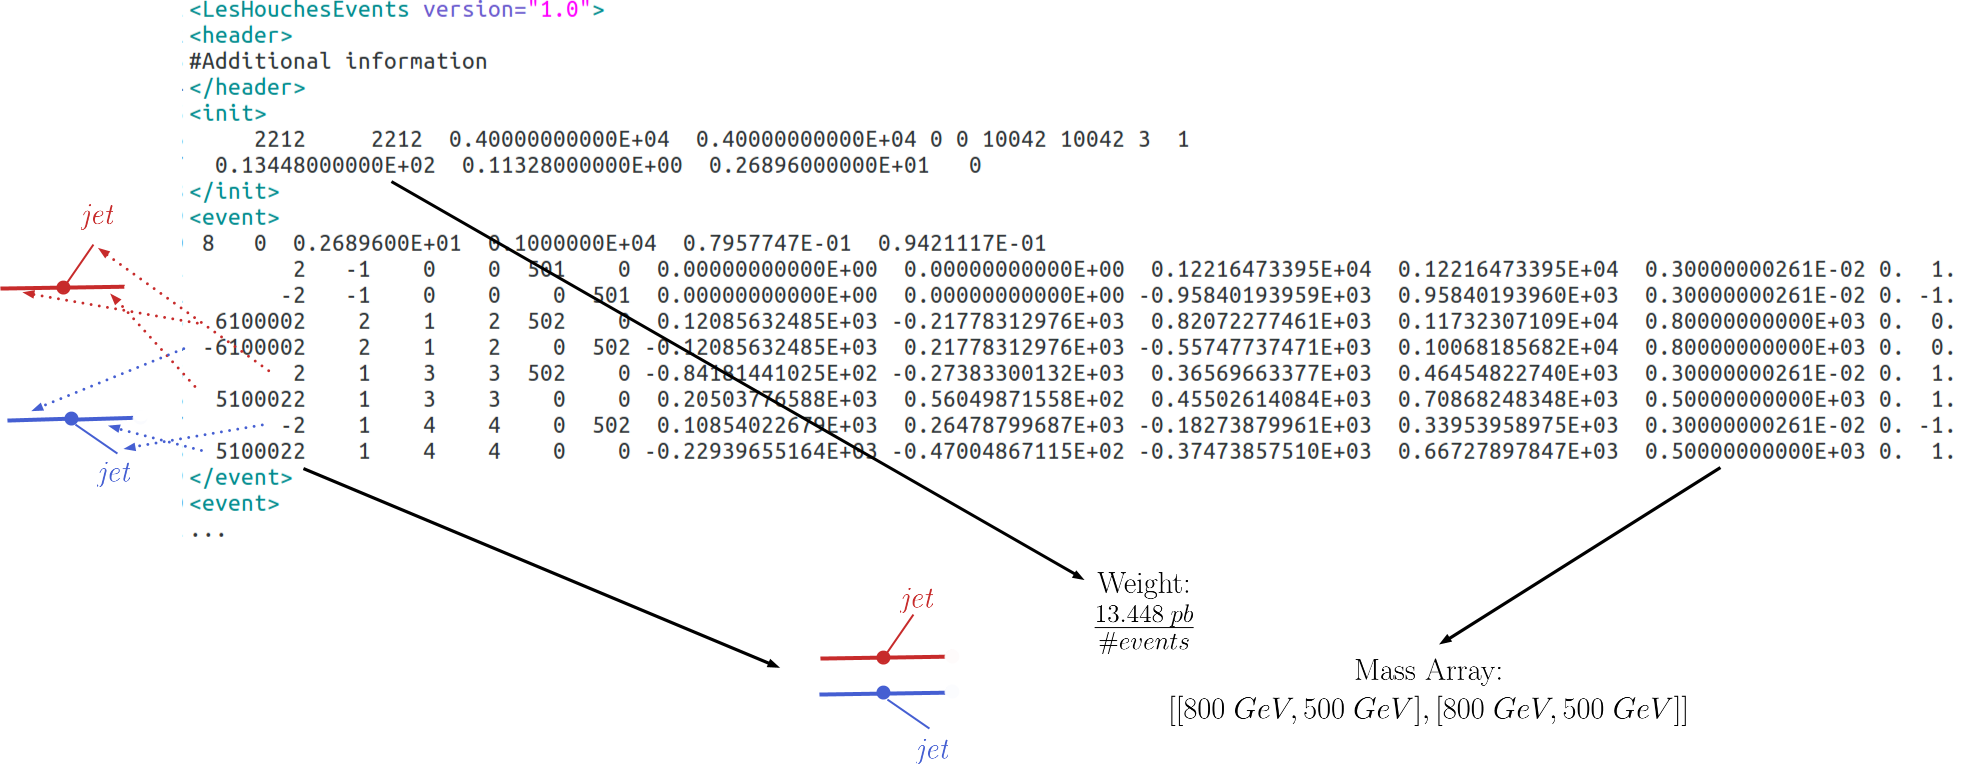 <LesHouchesEvents version="1.0">
<header>
#Additional information
</header>
<init>
2212 2212 0.40000000000E+04 0.40000000000E+04 0 0 10042 10042 3 1
0.13448000000E+02 0.11328000000E+00 0.26896000000E+01 0
</init>
<event>
8 0 0.2689600E+01 0.1000000E+04 0.7957747E-01 0.9421117E-01
2 -1 0 0 501 0 0.00000000000E+00 0.00000000000E+00 0.12216473395E+04 0.12216473395E+04 0.30000000261E-02 0. 1.
-2 -1 0 0 0 501 0.00000000000E+00 0.00000000000E+00 -0.95840193959E+03 0.95840193960E+03 0.30000000261E-02 0. -1.
6100002 2 1 2 502 0 0.12085632485E+03 -0.21778312976E+03 0.82072277461E+03 0.11732307109E+04 0.80000000000E+03 0. 0.
-6100002 2 1 2 0 502 -0.12085632485E+03 0.21778312976E+03 -0.55747737471E+03 0.10068185682E+04 0.80000000000E+03 0. 0.
2 1 3 3 502 0 -0.84181441025E+02 -0.27383300132E+03 0.36569663377E+03 0.46454822740E+03 0.30000000261E-02 0. 1.
5100022 1 3 3 0 0 0.20503776588E+03 0.56049871558E+02 0.45502614084E+03 0.70868248348E+03 0.50000000000E+03 0. 1.
-2 1 4 4 0 502 0.10854022679E+03 0.26478799687E+03 -0.18273879961E+03 0.33953958975E+03 0.30000000261E-02 0. -1.
5100022 1 4 4 0 0 -0.22939655164E+03 -0.47004867115E+02 -0.37473857510E+03 0.66727897847E+03 0.50000000000E+03 0. 1.
</event>
<event>
...
jet
jet
jet
jet
Weight:
13.448 pb
#events
Mass Array:
[[800 GeV, 500 GeV], [800 GeV, 500 GeV]]